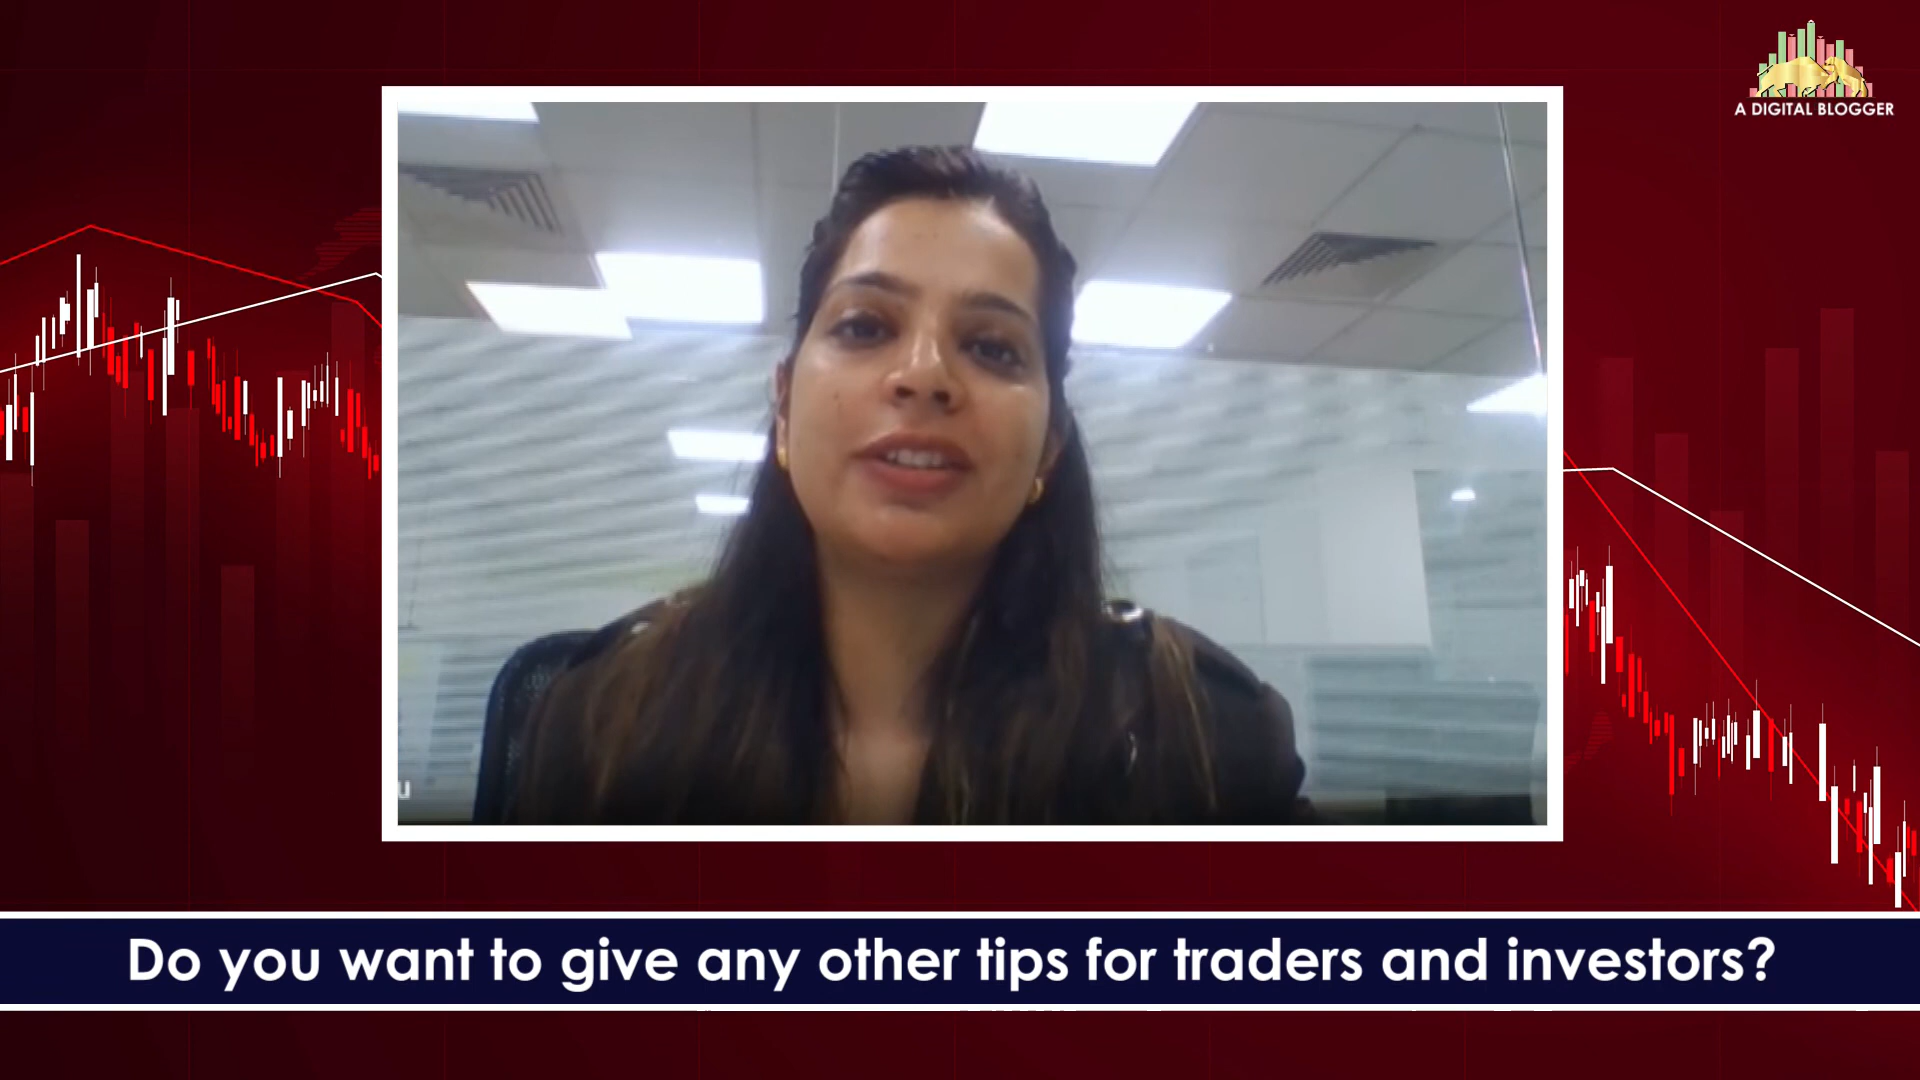 A DIGITAL BLOGGER
U
Do you want to give any other tips for traders and investors?